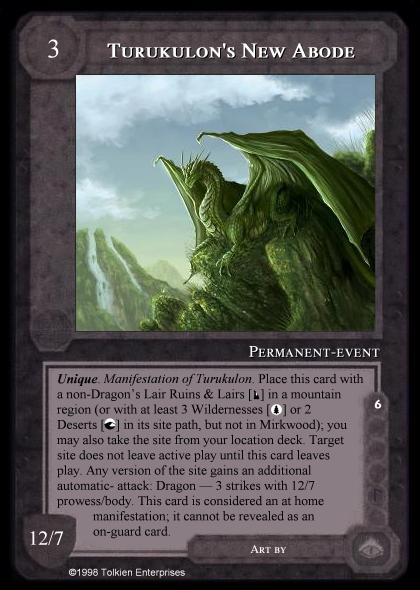 3
Turukulon's New Abode
Permanent-event
Unique. Manifestation of Turukulon. Place this card with
a non-Dragon's Lair Ruins & Lairs [] in a mountain
region (or with at least 3 Wildernesses [] or 2
Deserts [] in its site path, but not in Mirkwood); you
may also take the site from your location deck. Target
site does not leave active play until this card leaves
play. Any version of the site gains an additional
automatic- attack: Dragon — 3 strikes with 12/7
prowess/body. This card is considered an at home
manifestation; it cannot be revealed as an
on-guard card.
6
12/7
Art by
©1998 Tolkien Enterprises